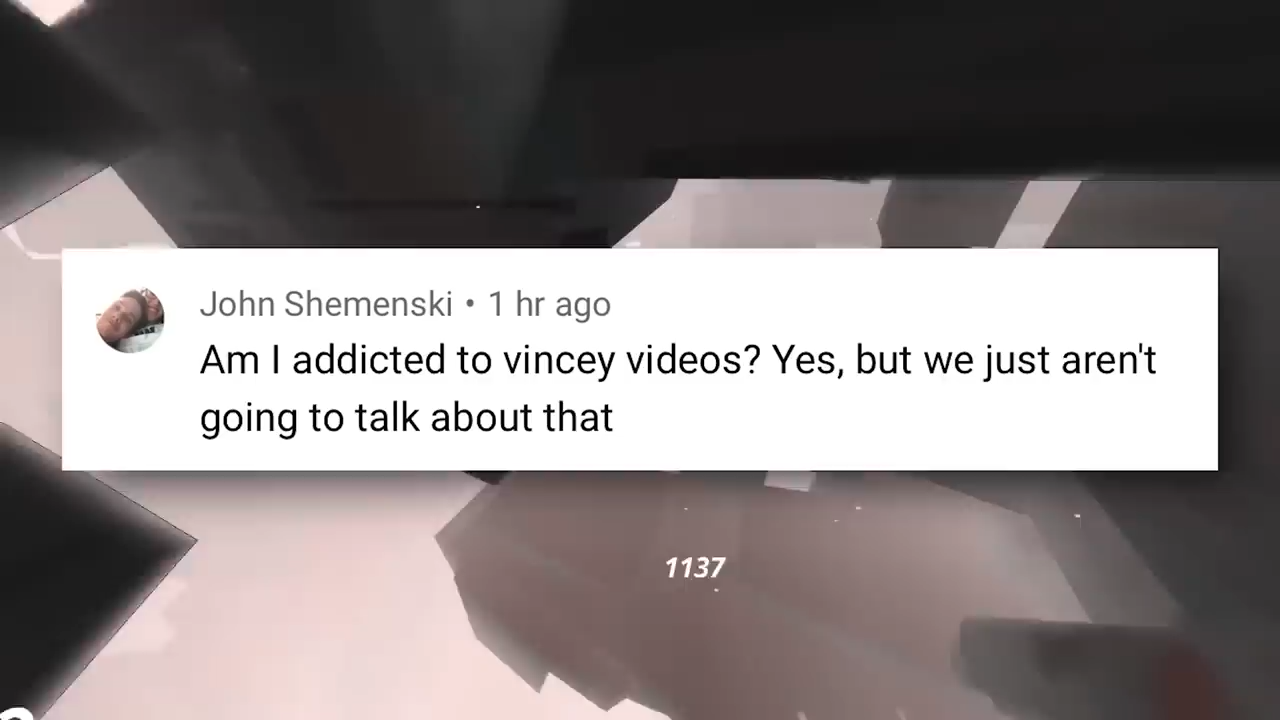 John Shemenski • 1 hr ago
Am I addicted to vincey videos? Yes, but we just aren't
going to talk about that
1137